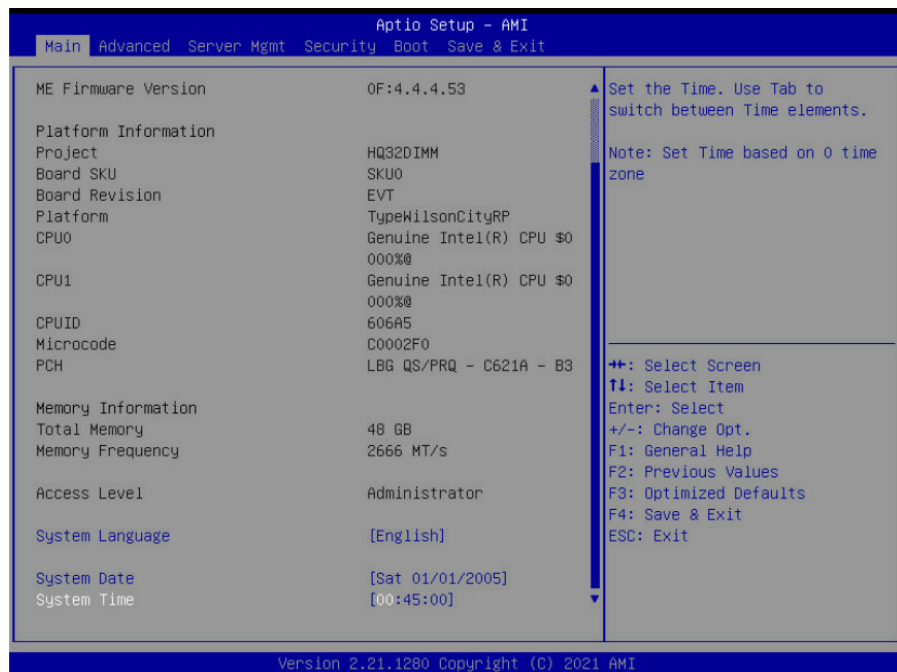 Aptio Setup – AMI
Main Advanced Server Mgmt Security Boot Save & Exit
ME Firmware Version 0F:4.4.4.53
Platform Information
Project HQ32DIMM
Board SKU SKU0
Board Revision EVT
Platform TypeWilsonCityRP
CPU0 Genuine Intel(R) CPU $0
000%@
CPU1 Genuine Intel(R) CPU $0
000%@
CPUID 606A5
Microcode C0002F0
PCH LBG QS/PRQ - C621A - B3
Memory Information
Total Memory 48 GB
Memory Frequency 2666 MT/s
Access Level Administrator
System Language [English]
System Date [Sat 01/01/2005]
System Time [00:45:00]
Set the Time. Use Tab to
switch between Time elements.
Note: Set Time based on 0 time
zone
→←: Select Screen
↑↓: Select Item
Enter: Select
+/-: Change Opt.
F1: General Help
F2: Previous Values
F3: Optimized Defaults
F4: Save & Exit
ESC: Exit
Version 2.21.1280 Copyright (C) 2021 AMI